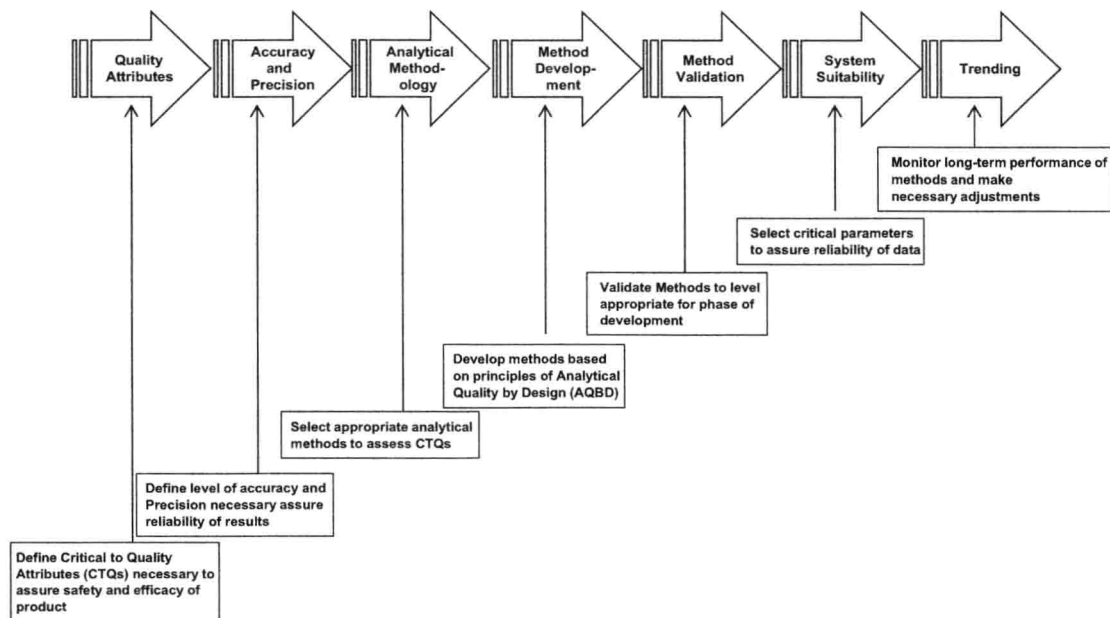 Quality
Attributes
Accuracy
and
Precision
Analytical
Method-
ology
Method
Develop-
ment
Method
Validation
System
Suitability
Trending
Monitor long-term performance of
methods and make
necessary adjustments
Select critical parameters
to assure reliability of data
Validate Methods to level
appropriate for phase of
development
Develop methods based
on principles of Analytical
Quality by Design (AQBD)
Select appropriate analytical
methods to assess CTQs
Define level of accuracy and
Precision necessary assure
reliability of results
Define Critical to Quality
Attributes (CTQs) necessary to
assure safety and efficacy of
product